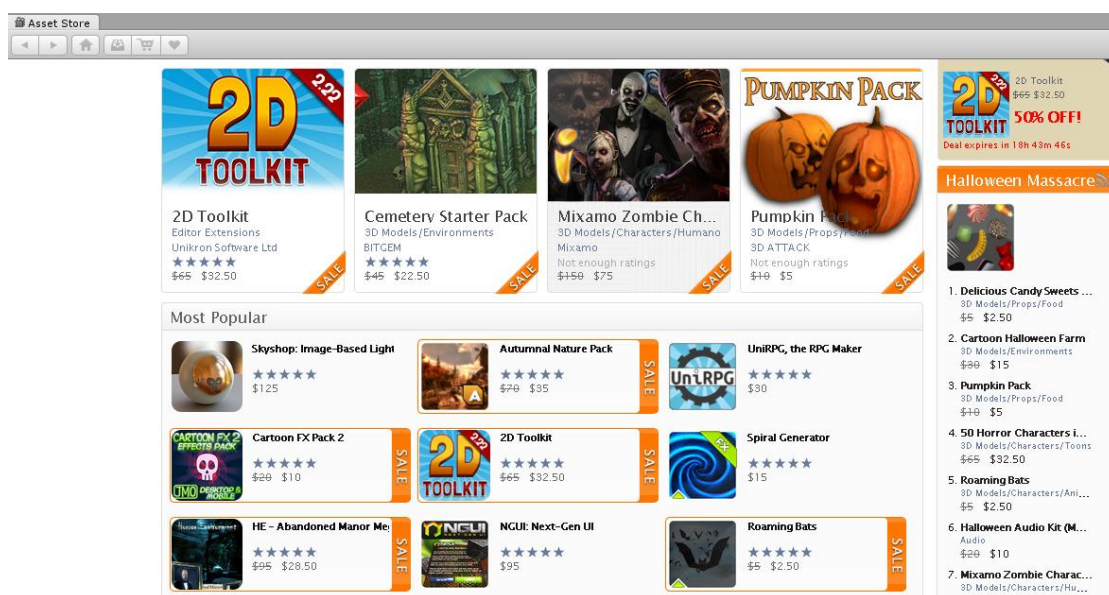 Asset Store
2D
TOOLKIT
2.22
PUMPKIN PACK
2D Toolkit
Editor Extensions
Unikron Software Ltd
$65 $32.50
SALE
Cemetery Starter Pack
3D Models/Environments
BITGEM
$45 $22.50
SALE
Mixamo Zombie Ch...
3D Models/Characters/Humano
Mixamo
Not enough ratings
$150 $75
SALE
Pumpkin Pack
3D Models/Props/Food
3D ATTACK
Not enough ratings
$10 $5
SALE
Most Popular
Skyshop: Image-Based Light
$125
Autumnal Nature Pack
$70 $35
A
SALE
UniRPG
UniRPG, the RPG Maker
$30
CARTOON FX 2
EFFECTS PACK
JMO DESKTOP &
MOBILE
Cartoon FX Pack 2
$20 $10
SALE
2D
TOOLKIT
2.22
2D Toolkit
$65 $32.50
SALE
FX
Spiral Generator
$15
HE - Abandoned Manor Me
$95 $28.50
SALE
NGUI
NGUI: Next-Gen UI
$95
Roaming Bats
$5 $2.50
SALE
2D
TOOLKIT
2.22
2D Toolkit
$65 $32.50
50% OFF!
Deal expires in 18h 43m 46s
Halloween Massacre
1. Delicious Candy Sweets ...
3D Models/Props/Food
$5 $2.50
2. Cartoon Halloween Farm
3D Models/Environments
$30 $15
3. Pumpkin Pack
3D Models/Props/Food
$10 $5
4. 50 Horror Characters i...
3D Models/Characters/Toons
$65 $32.50
5. Roaming Bats
3D Models/Characters/Ani...
$5 $2.50
6. Halloween Audio Kit (M...
Audio
$20 $10
7. Mixamo Zombie Charac...
3D Models/Characters/Hu...